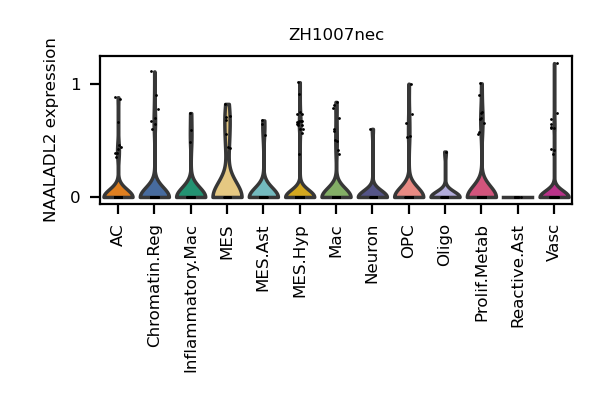 ZH1007nec
NAALADL2 expression
1
0
AC
Chromatin.Reg
Inflammatory.Mac
MES
MES.Ast
MES.Hyp
Mac
Neuron
OPC
Oligo
Prolif.Metab
Reactive.Ast
Vasc